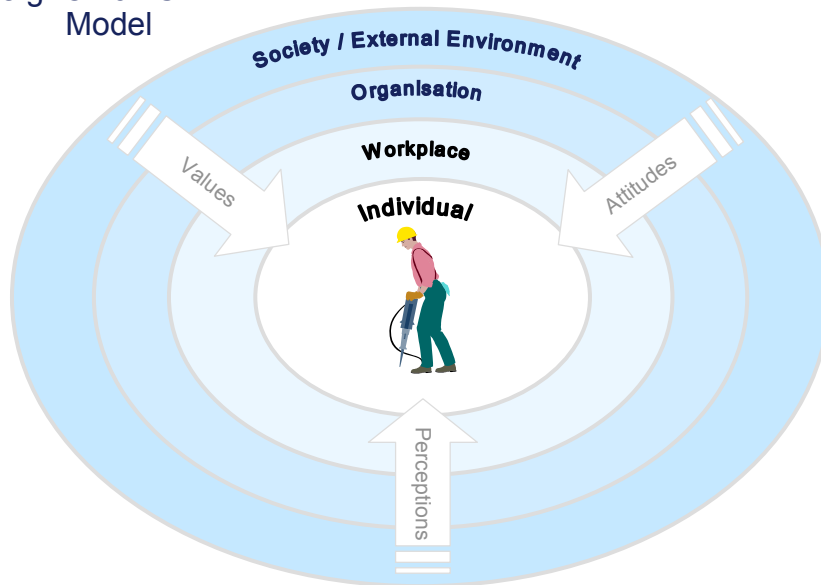 Model
Society / External Environment
Organisation
Workplace
Individual
Values
Attitudes
Perceptions